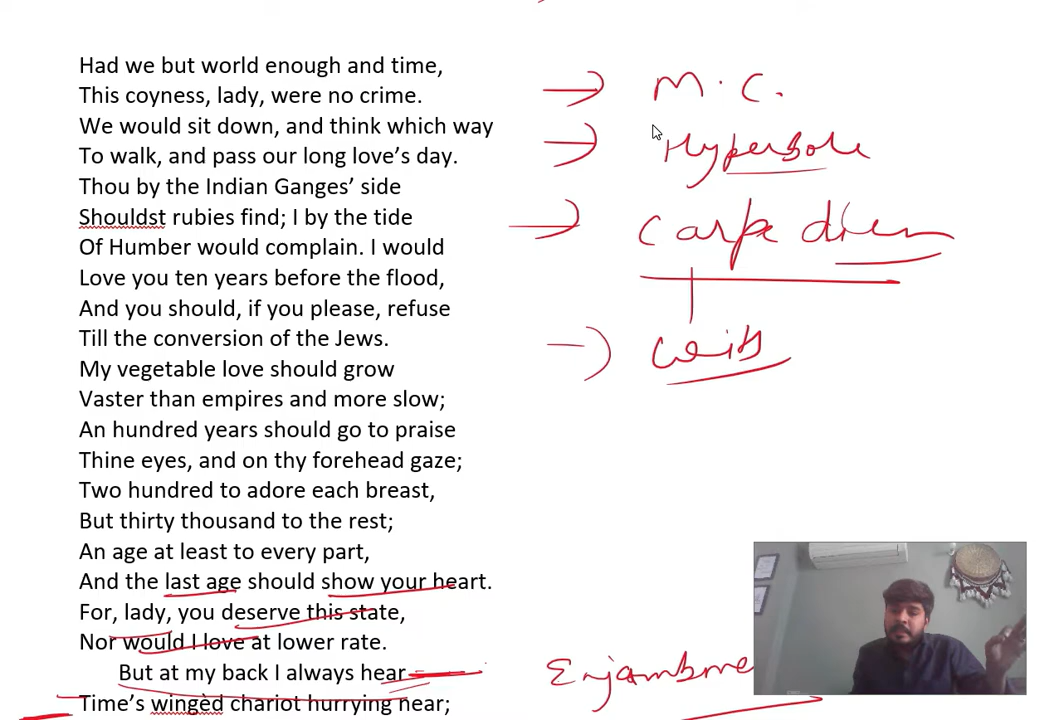 Had we but world enough and time,
This coyness, lady, were no crime.
We would sit down, and think which way
To walk, and pass our long love's day.
Thou by the Indian Ganges' side
Shouldst rubies find; I by the tide
Of Humber would complain. I would
Love you ten years before the flood,
And you should, if you please, refuse
Till the conversion of the Jews.
My vegetable love should grow
Vaster than empires and more slow;
An hundred years should go to praise
Thine eyes, and on thy forehead gaze;
Two hundred to adore each breast,
But thirty thousand to the rest;
An age at least to every part,
And the last age should show your heart.
For, lady, you deserve this state,
Nor would I love at lower rate.
But at my back I always hear
Time's wingèd chariot hurrying near;
M. C.
Hyperbole
Carpe diem
Enjambme